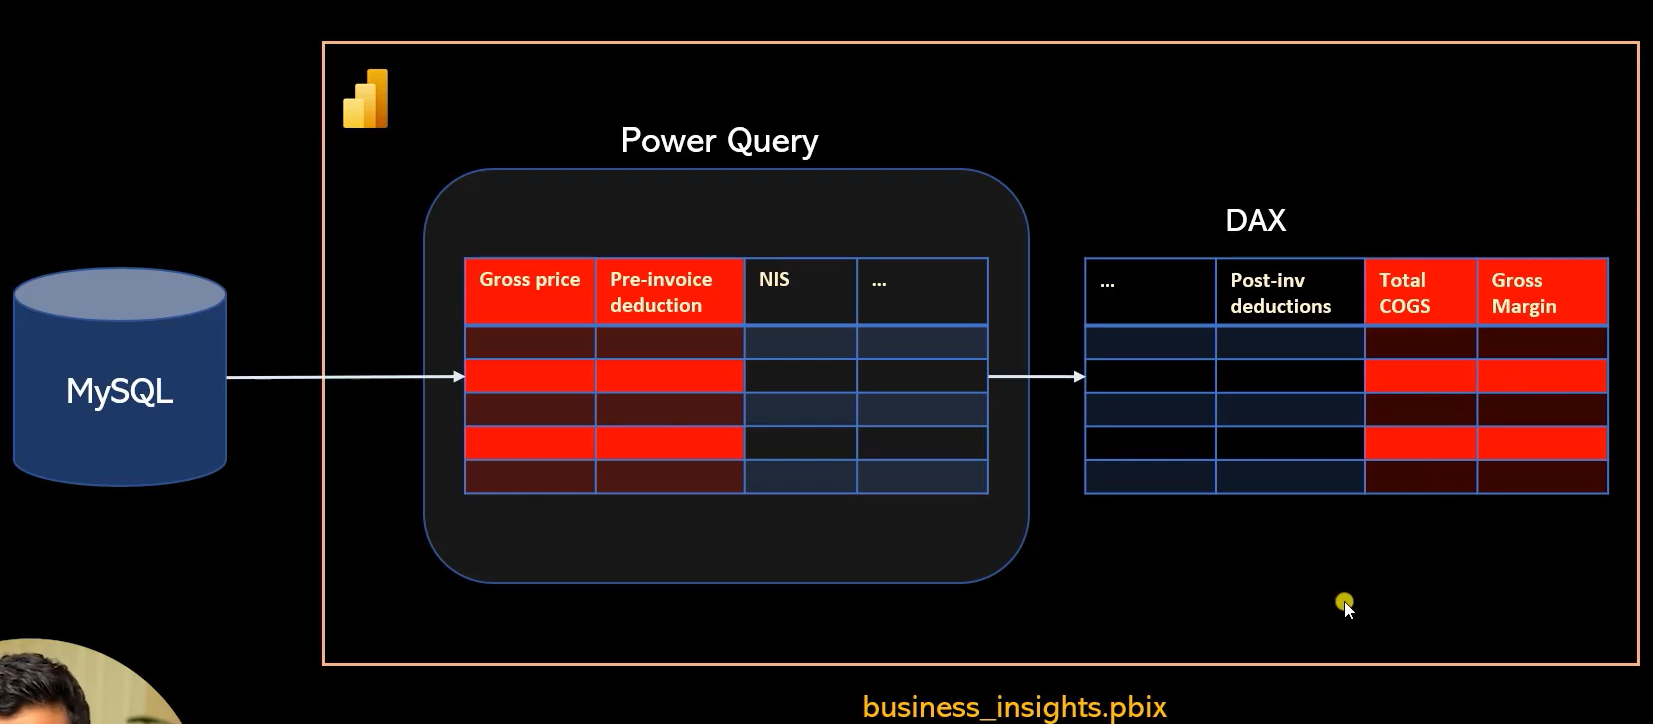 Power Query
DAX
MySQL
Gross price
Pre-invoice
deduction
NIS
...
...
Post-inv
deductions
Total
COGS
Gross
Margin
business_insights.pbix